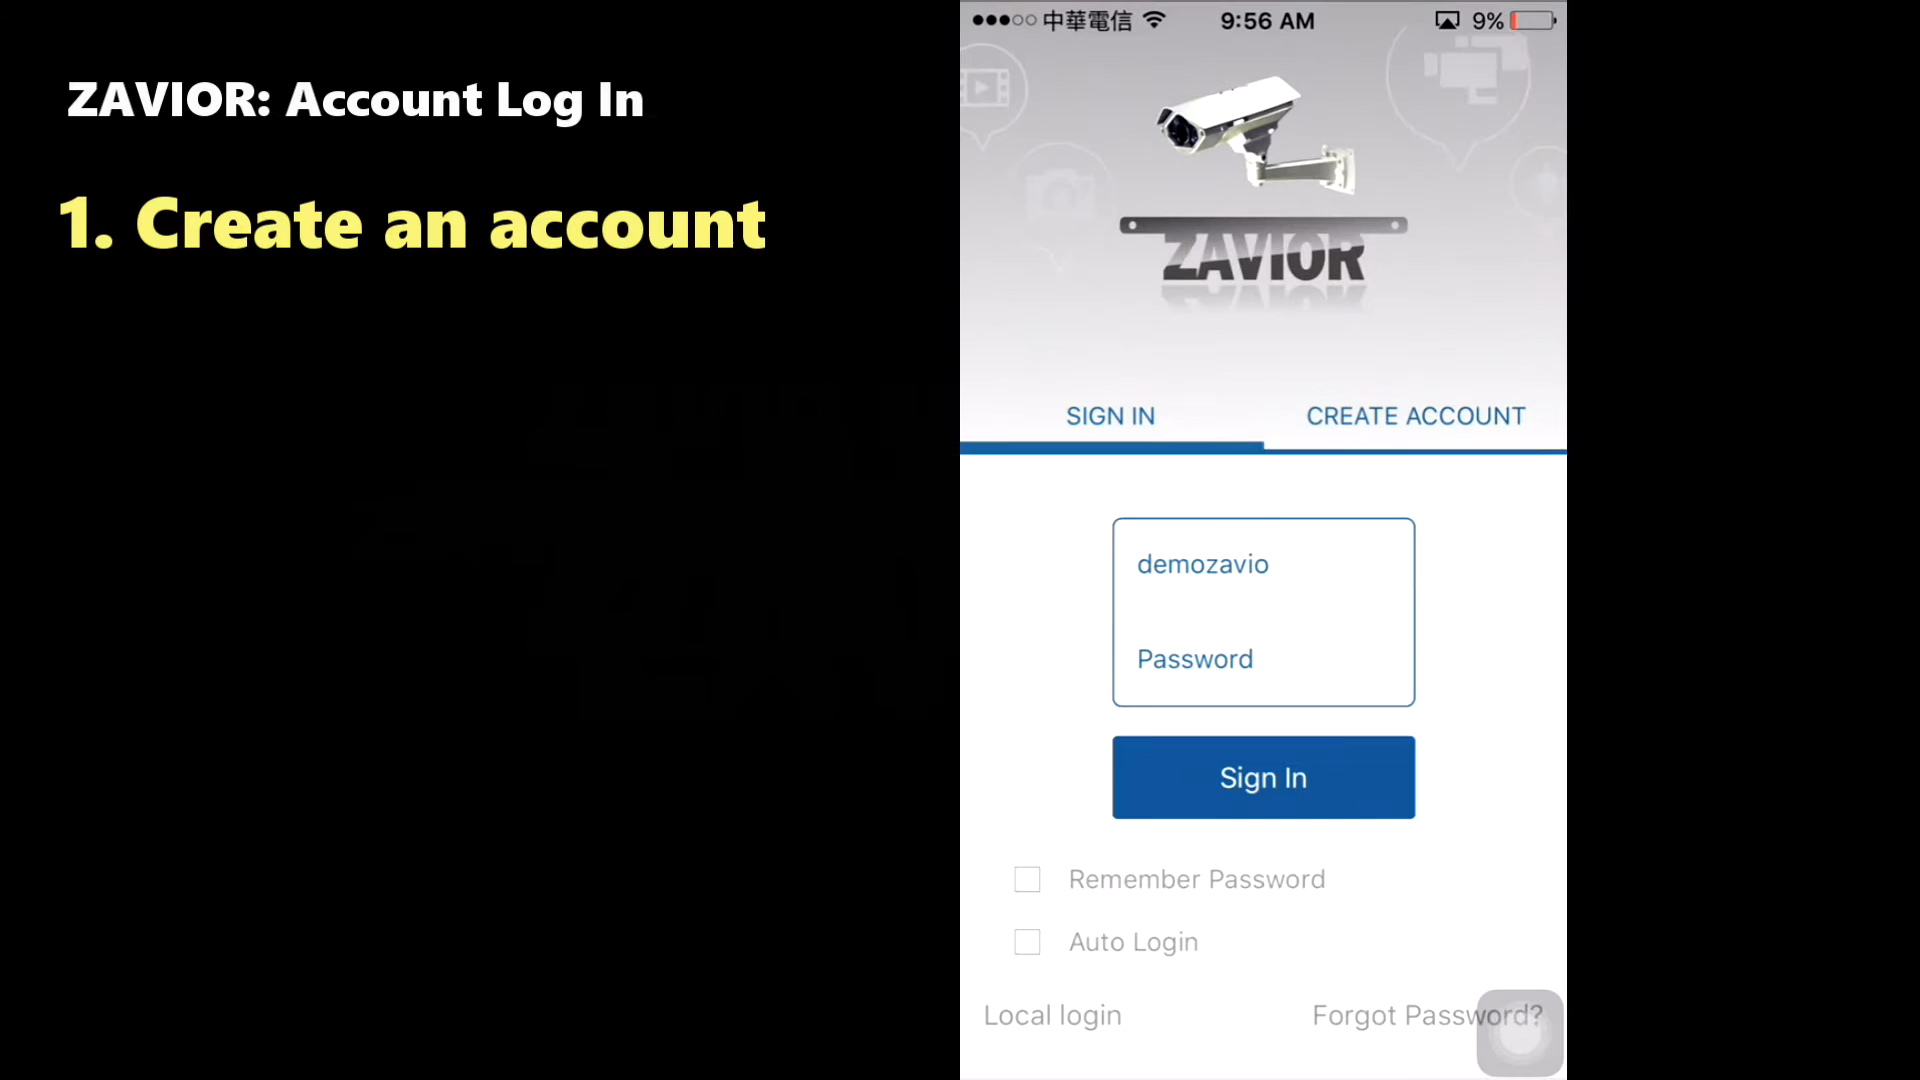 ZAVIOR: Account Log In
1. Create an account
中華電信
9:56 AM
9%
ZAVIOR
SIGN IN
CREATE ACCOUNT
demozavio
Password
Sign In
Remember Password
Auto Login
Local login
Forgot Password?